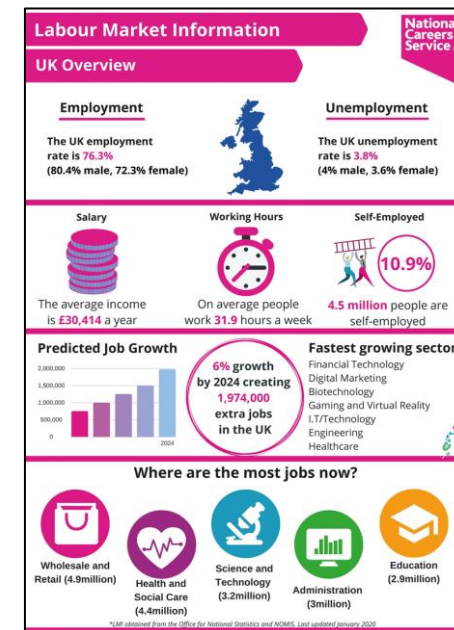 Labour Market Information
National
Careers
Service
UK Overview
Employment
The UK employment
rate is 76.3%
(80.4% male, 72.3% female)
Unemployment
The UK unemployment
rate is 3.8%
(4% male, 3.6% female)
Salary
The average income
is £30,414 a year
Working Hours
On average people
work 31.9 hours a week
Self-Employed
10.9%
4.5 million people are
self-employed
Predicted Job Growth
2,000,000
1,500,000
1,000,000
500,000
0
2024
6% growth
by 2024 creating
1,974,000
extra jobs
in the UK
Fastest growing sector
Financial Technology
Digital Marketing
Biotechnology
Gaming and Virtual Reality
I.T/Technology
Engineering
Healthcare
Where are the most jobs now?
Wholesale and
Retail (4.9million)
Health and
Social Care
(4.4million)
Science and
Technology
(3.2million)
Administration
(3million)
Education
(2.9million)
*LMI obtained from the Office for National Statistics and NOMIS. Last updated January 2020